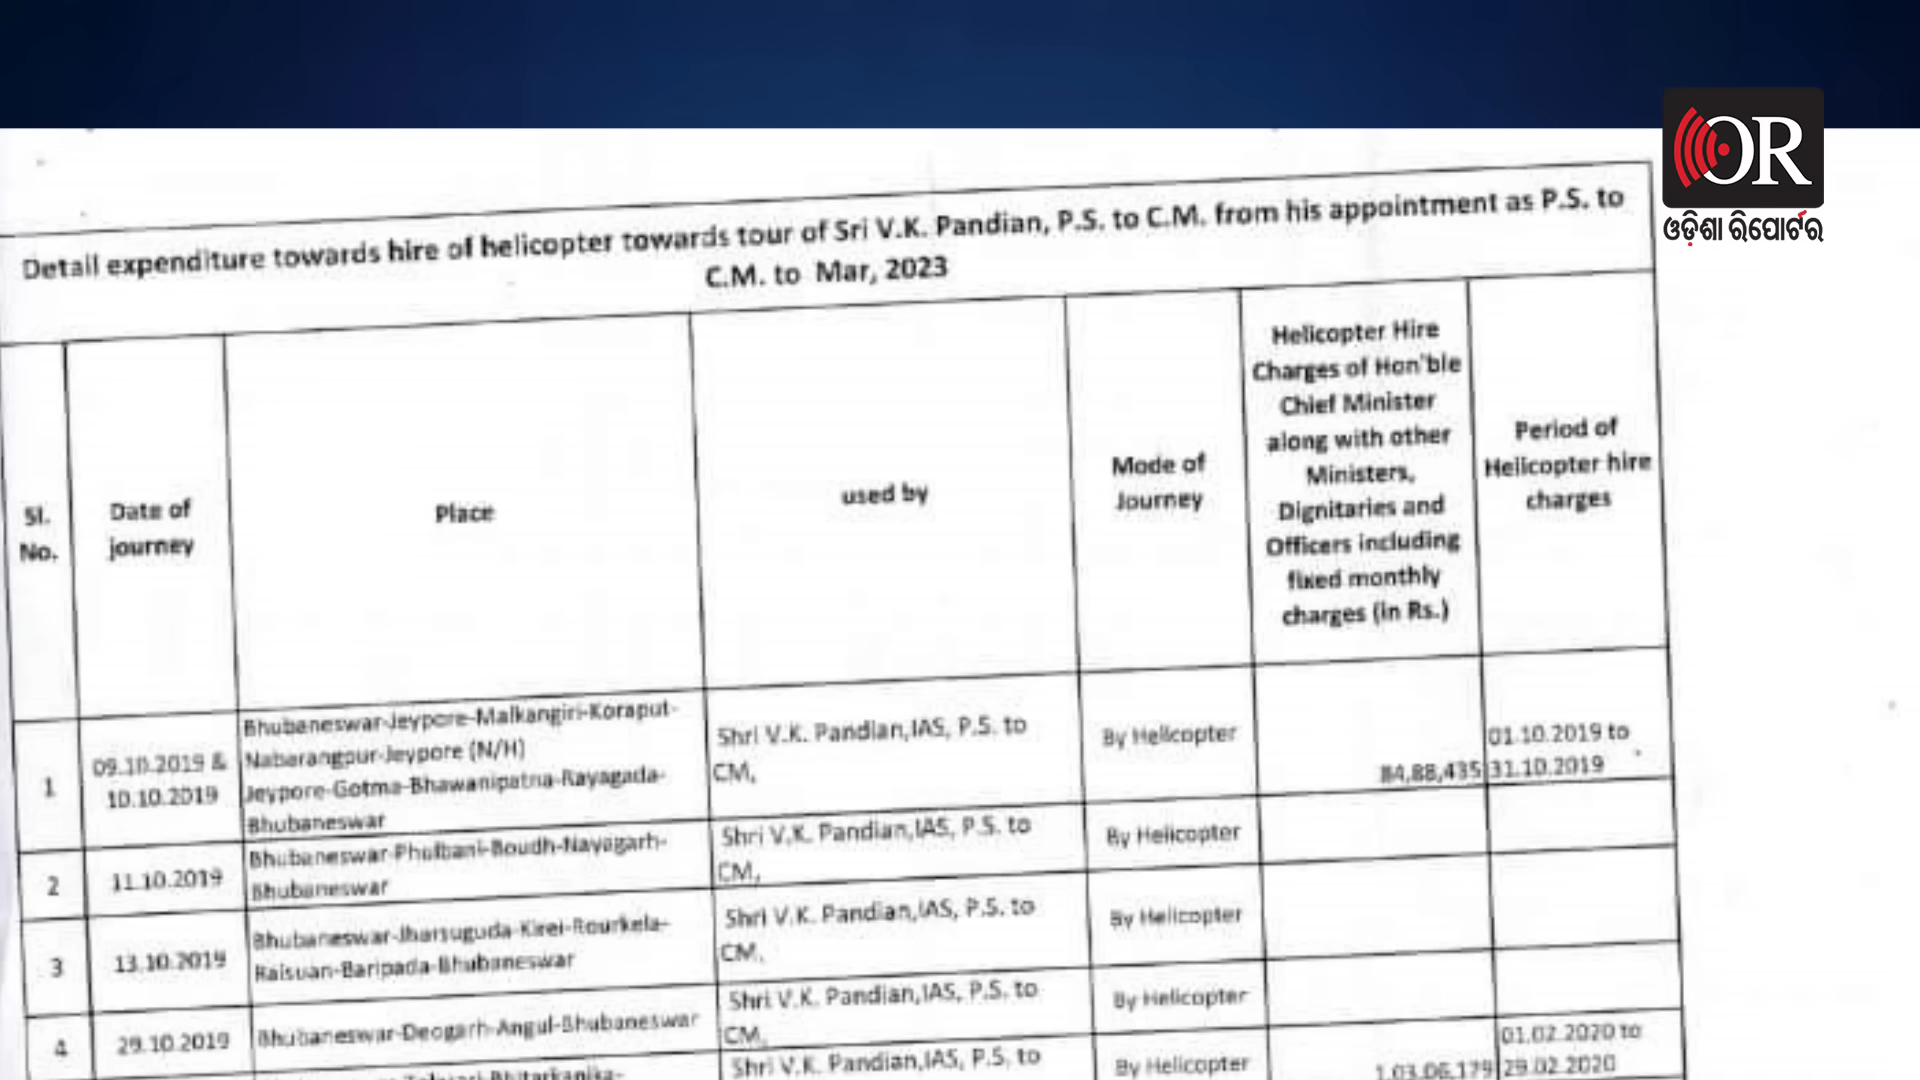 OR
ଓଡ଼ିଶା ରିପୋର୍ଟର
Detail expenditure towards hire of helicopter towards tour of Sri V.K. Pandian, P.S. to C.M. from his appointment as P.S. to
C.M. to Mar, 2023
Sl.
No.
Date of
journey
Place
used by
Mode of
Journey
Helicopter Hire
Charges of Hon'ble
Chief Minister
along with other
Ministers,
Dignitaries and
Officers including
fixed monthly
charges (in Rs.)
Period of
Helicopter hire
charges
1
09.10.2019 &
10.10.2019
Bhubaneswar-Jeypore-Malkangiri-Koraput-
Nabarangpur-Jeypore (N/H)
Jeypore-Gotma-Bhawanipatna-Rayagada-
Bhubaneswar
Shri V.K. Pandian,IAS, P.S. to
CM,
By Helicopter
84,88,435
01.10.2019 to
31.10.2019
2
11.10.2019
Bhubaneswar-Phulbani-Boudh-Nayagarh-
Bhubaneswar
Shri V.K. Pandian,IAS, P.S. to
CM,
By Helicopter
3
13.10.2019
Bhubaneswar-Jharsuguda-Kirei-Rourkela-
Raisuan-Baripada-Bhubaneswar
Shri V.K. Pandian,IAS, P.S. to
CM,
By Helicopter
4
29.10.2019
Bhubaneswar-Deogarh-Angul-Bhubaneswar
Shri V.K. Pandian,IAS, P.S. to
CM,
By Helicopter
Shri V.K. Pandian,IAS, P.S. to
By Helicopter
1,03,06,179
01.02.2020 to
29.02.2020